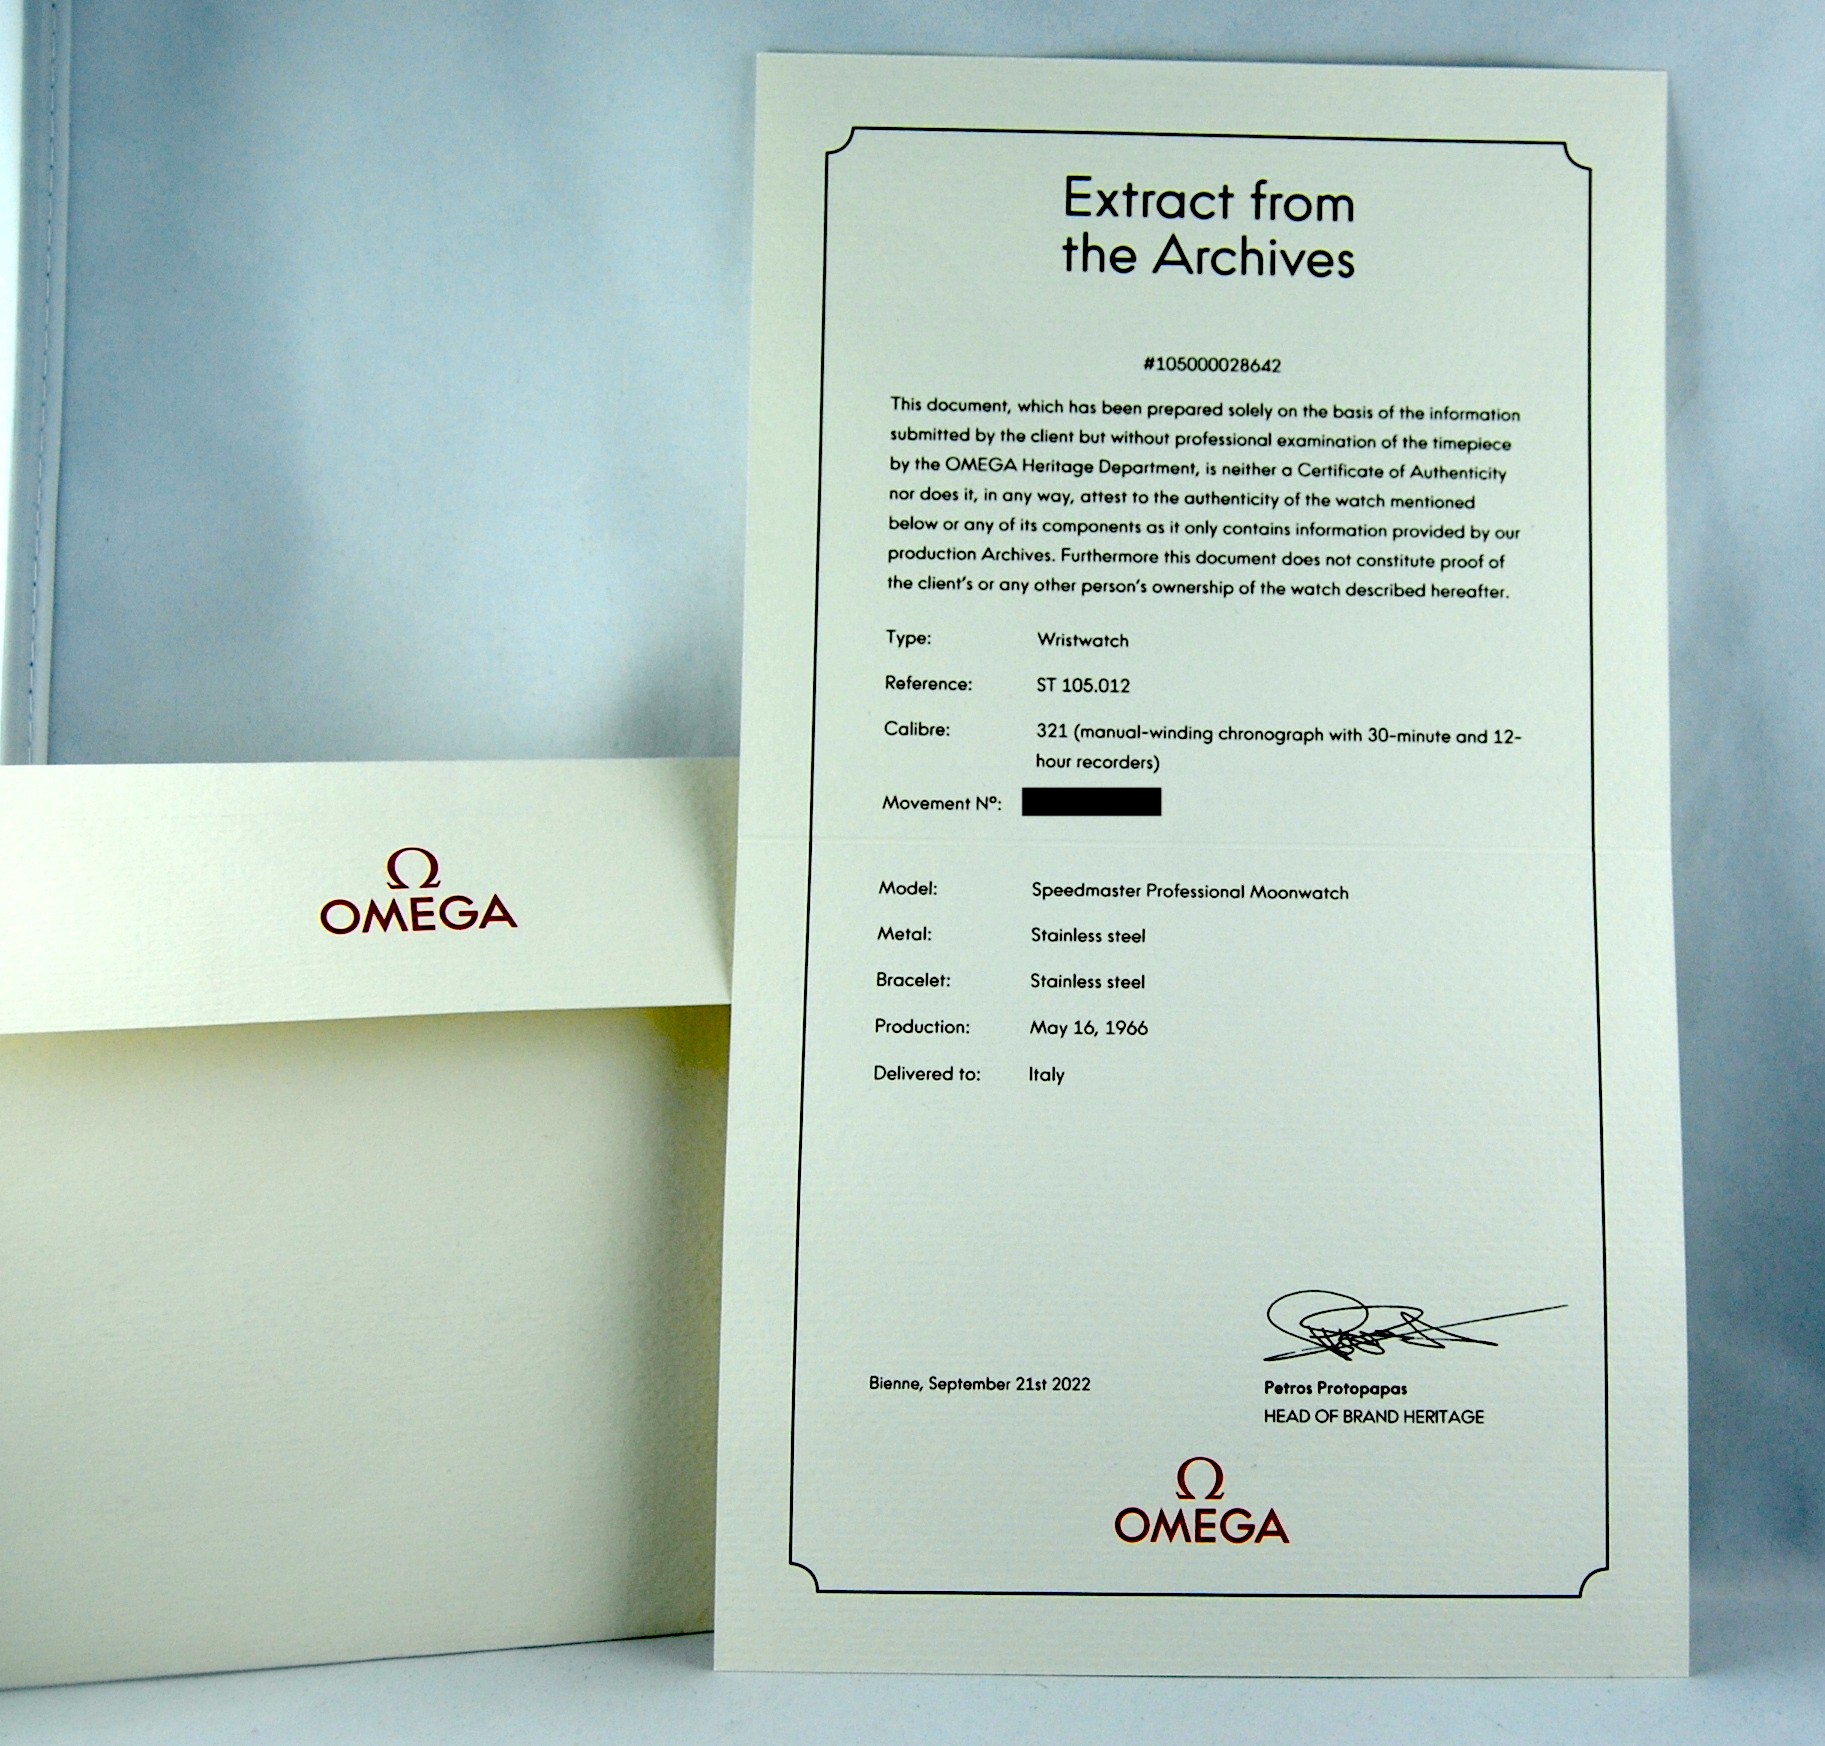 Ω
OMEGA
Extract from
the Archives
#105000028642
This document, which has been prepared solely on the basis of the information
submitted by the client but without professional examination of the timepiece
by the OMEGA Heritage Department, is neither a Certificate of Authenticity
nor does it, in any way, attest to the authenticity of the watch mentioned
below or any of its components as it only contains information provided by our
production Archives. Furthermore this document does not constitute proof of
the client's or any other person's ownership of the watch described hereafter.
Type: Wristwatch
Reference: ST 105.012
Calibre: 321 (manual-winding chronograph with 30-minute and 12-
hour recorders)
Movement Nº:
Model: Speedmaster Professional Moonwatch
Metal: Stainless steel
Bracelet: Stainless steel
Production: May 16, 1966
Delivered to: Italy
Bienne, September 21st 2022
Petros Protopapas
HEAD OF BRAND HERITAGE
Ω
OMEGA